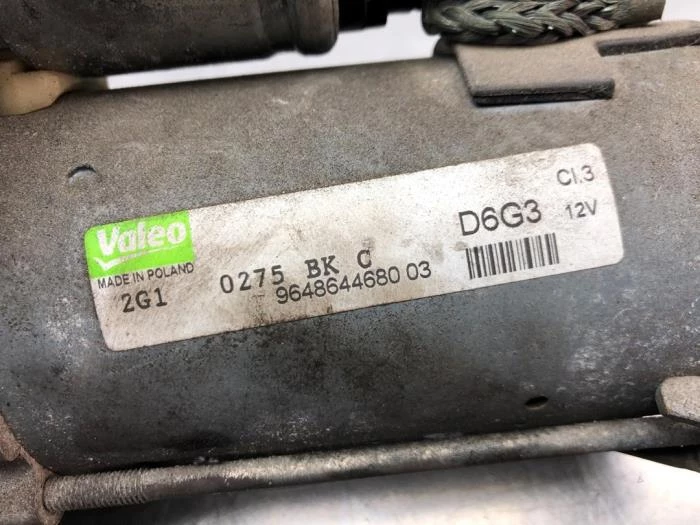 Valeo
MADE IN POLAND
2G1
0275 BK C
9648644680 03
D6G3
Cl.3
12V